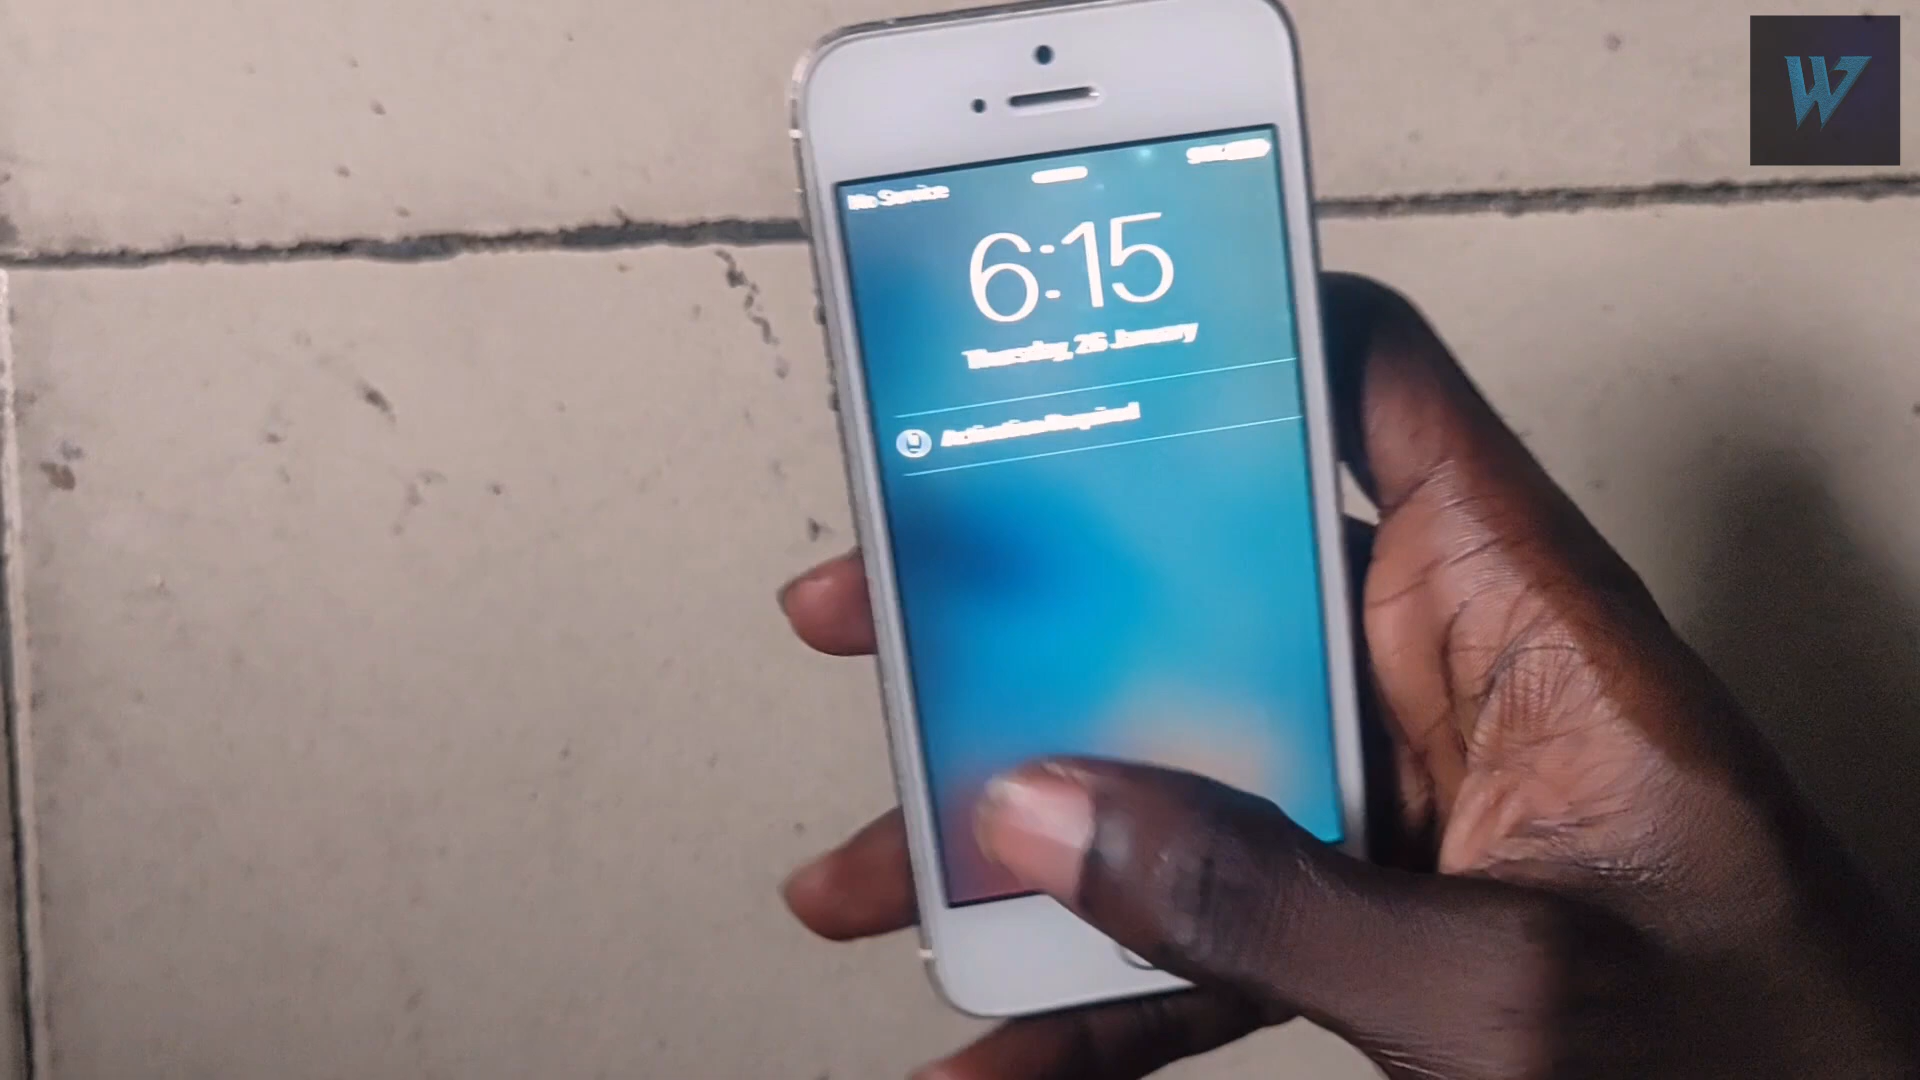 W
No Service
6:15
Thursday, 26 January
Activation Required